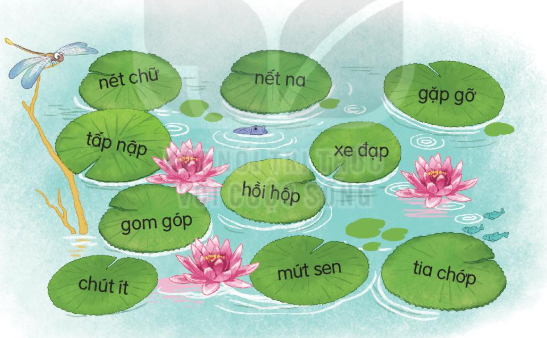 nét chữ
nết na
gặp gỡ
tấp nập
xe đạp
hồi hộp
gom góp
chút ít
mứt sen
tia chớp